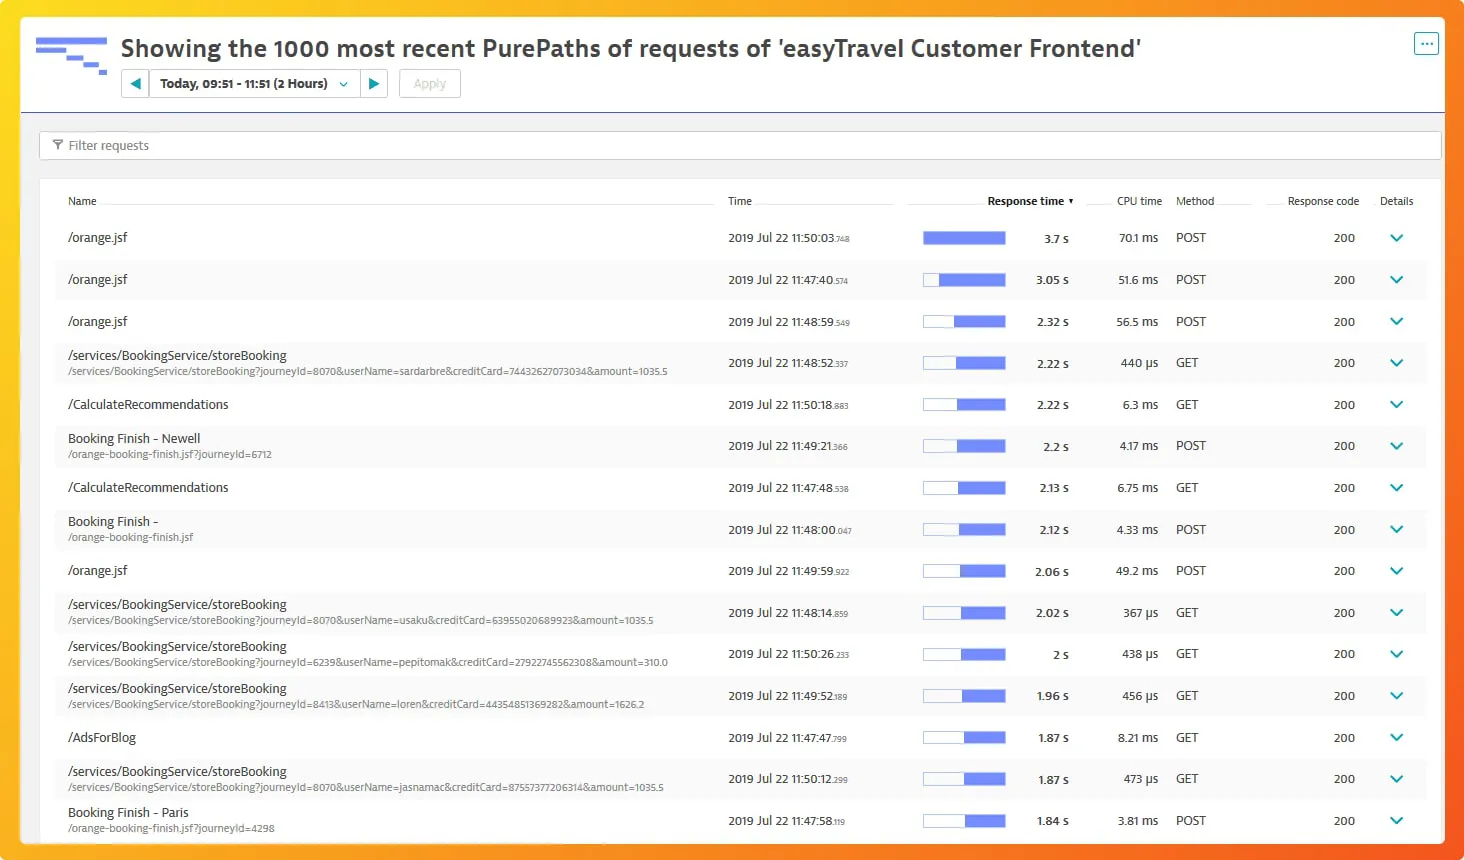 Showing the 1000 most recent PurePaths of requests of 'easyTravel Customer Frontend'
Today, 09:51 - 11:51 (2 Hours) Apply
Filter requests
Name Time Response time ▼ CPU time Method Response code Details
/orange.jsf 2019 Jul 22 11:50:03.748 3.7 s 70.1 ms POST 200
/orange.jsf 2019 Jul 22 11:47:40.574 3.05 s 51.6 ms POST 200
/orange.jsf 2019 Jul 22 11:48:59.549 2.32 s 56.5 ms POST 200
/services/BookingService/storeBooking 2019 Jul 22 11:48:52.337 2.22 s 440 µs GET 200
/services/BookingService/storeBooking?journeyId=8070&userName=sardarbre&creditCard=74432627073034&amount=1035.5
/CalculateRecommendations 2019 Jul 22 11:50:18.883 2.22 s 6.3 ms GET 200
Booking Finish - Newell 2019 Jul 22 11:49:21.366 2.2 s 4.17 ms POST 200
/orange-booking-finish.jsf?journeyId=6712
/CalculateRecommendations 2019 Jul 22 11:47:48.538 2.13 s 6.75 ms GET 200
Booking Finish - 2019 Jul 22 11:48:00.047 2.12 s 4.33 ms POST 200
/orange-booking-finish.jsf
/orange.jsf 2019 Jul 22 11:49:59.922 2.06 s 49.2 ms POST 200
/services/BookingService/storeBooking 2019 Jul 22 11:48:14.859 2.02 s 367 µs GET 200
/services/BookingService/storeBooking?journeyId=8070&userName=usaku&creditCard=63955020689923&amount=1035.5
/services/BookingService/storeBooking 2019 Jul 22 11:50:26.233 2 s 438 µs GET 200
/services/BookingService/storeBooking?journeyId=6239&userName=pepitomak&creditCard=27922745562308&amount=310.0
/services/BookingService/storeBooking 2019 Jul 22 11:49:52.189 1.96 s 456 µs GET 200
/services/BookingService/storeBooking?journeyId=8413&userName=loren&creditCard=44354851369282&amount=1626.2
/AdsForBlog 2019 Jul 22 11:47:47.799 1.87 s 8.21 ms GET 200
/services/BookingService/storeBooking 2019 Jul 22 11:50:12.299 1.87 s 473 µs GET 200
/services/BookingService/storeBooking?journeyId=8070&userName=jasnamac&creditCard=87557377206314&amount=1035.5
Booking Finish - Paris 2019 Jul 22 11:47:58.119 1.84 s 3.81 ms POST 200
/orange-booking-finish.jsf?journeyId=4298